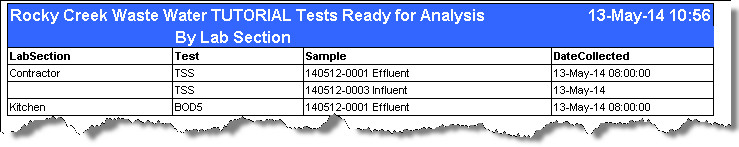 Rocky Creek Waste Water TUTORIAL Tests Ready for Analysis 13-May-14 10:56
By Lab Section
LabSection Test Sample DateCollected
Contractor TSS 140512-0001 Effluent 13-May-14 08:00:00
TSS 140512-0003 Influent 13-May-14
Kitchen BOD5 140512-0001 Effluent 13-May-14 08:00:00